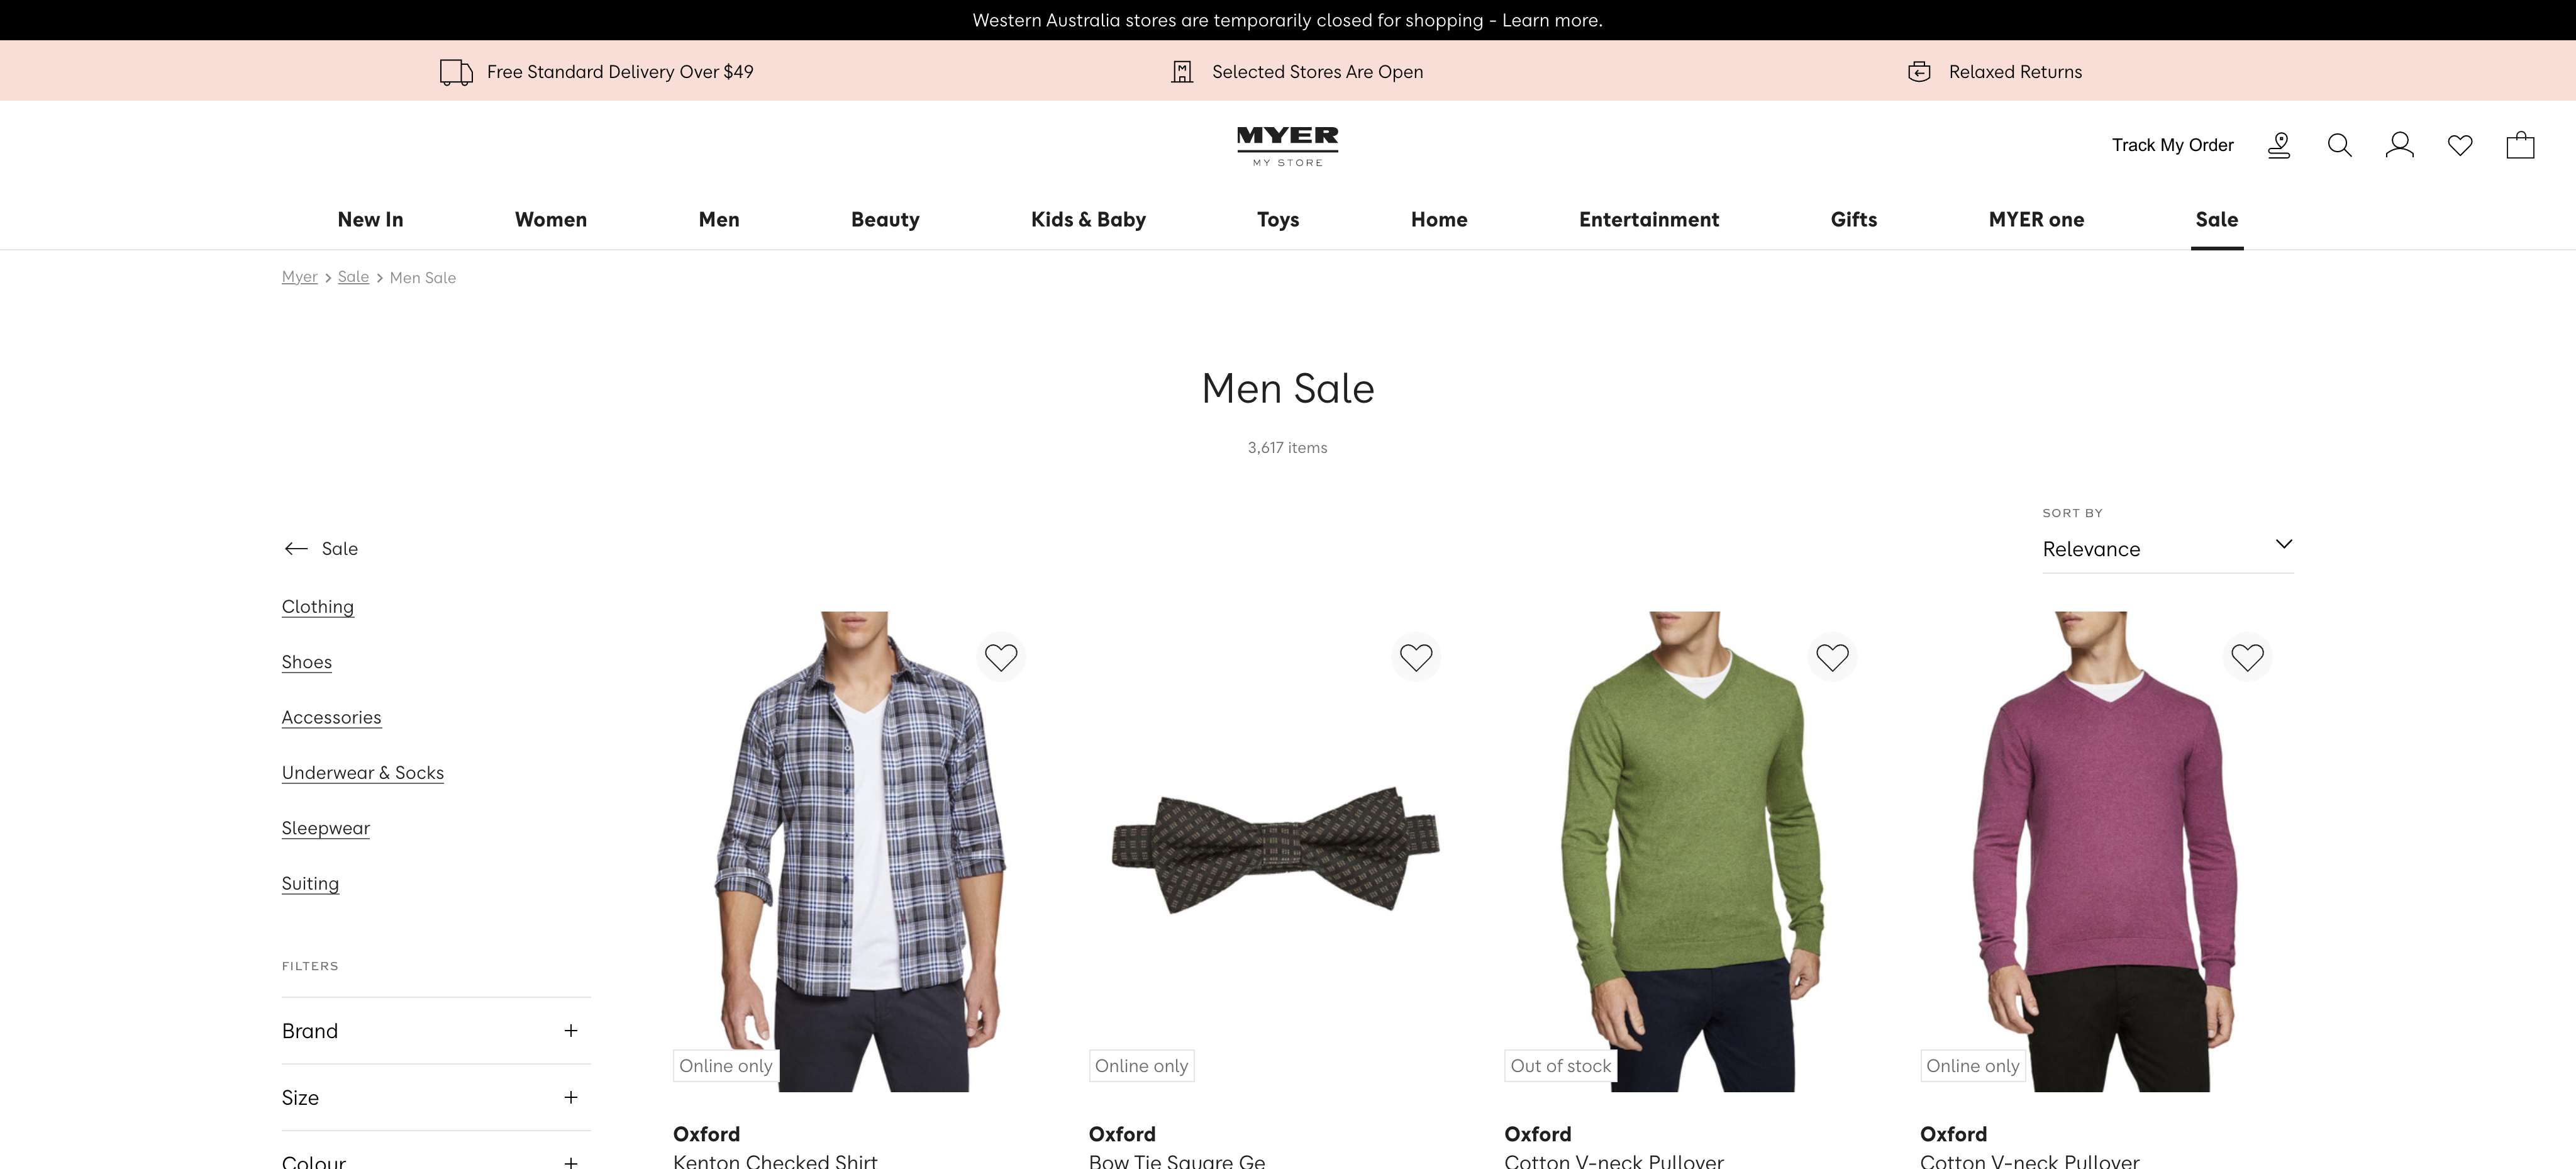 Western Australia stores are temporarily closed for shopping - Learn more.
Free Standard Delivery Over $49
Selected Stores Are Open
Relaxed Returns
MYER
MY STORE
Track My Order
New In
Women
Men
Beauty
Kids & Baby
Toys
Home
Entertainment
Gifts
MYER one
Sale
Myer > Sale > Men Sale
Men Sale
3,617 items
SORT BY
Relevance
Sale
Clothing
Shoes
Accessories
Underwear & Socks
Sleepwear
Suiting
FILTERS
Brand
Size
Colour
Online only
Online only
Out of stock
Online only
Oxford
Kenton Checked Shirt
Oxford
Bow Tie Square Ge
Oxford
Cotton V-neck Pullover
Oxford
Cotton V-neck Pullover